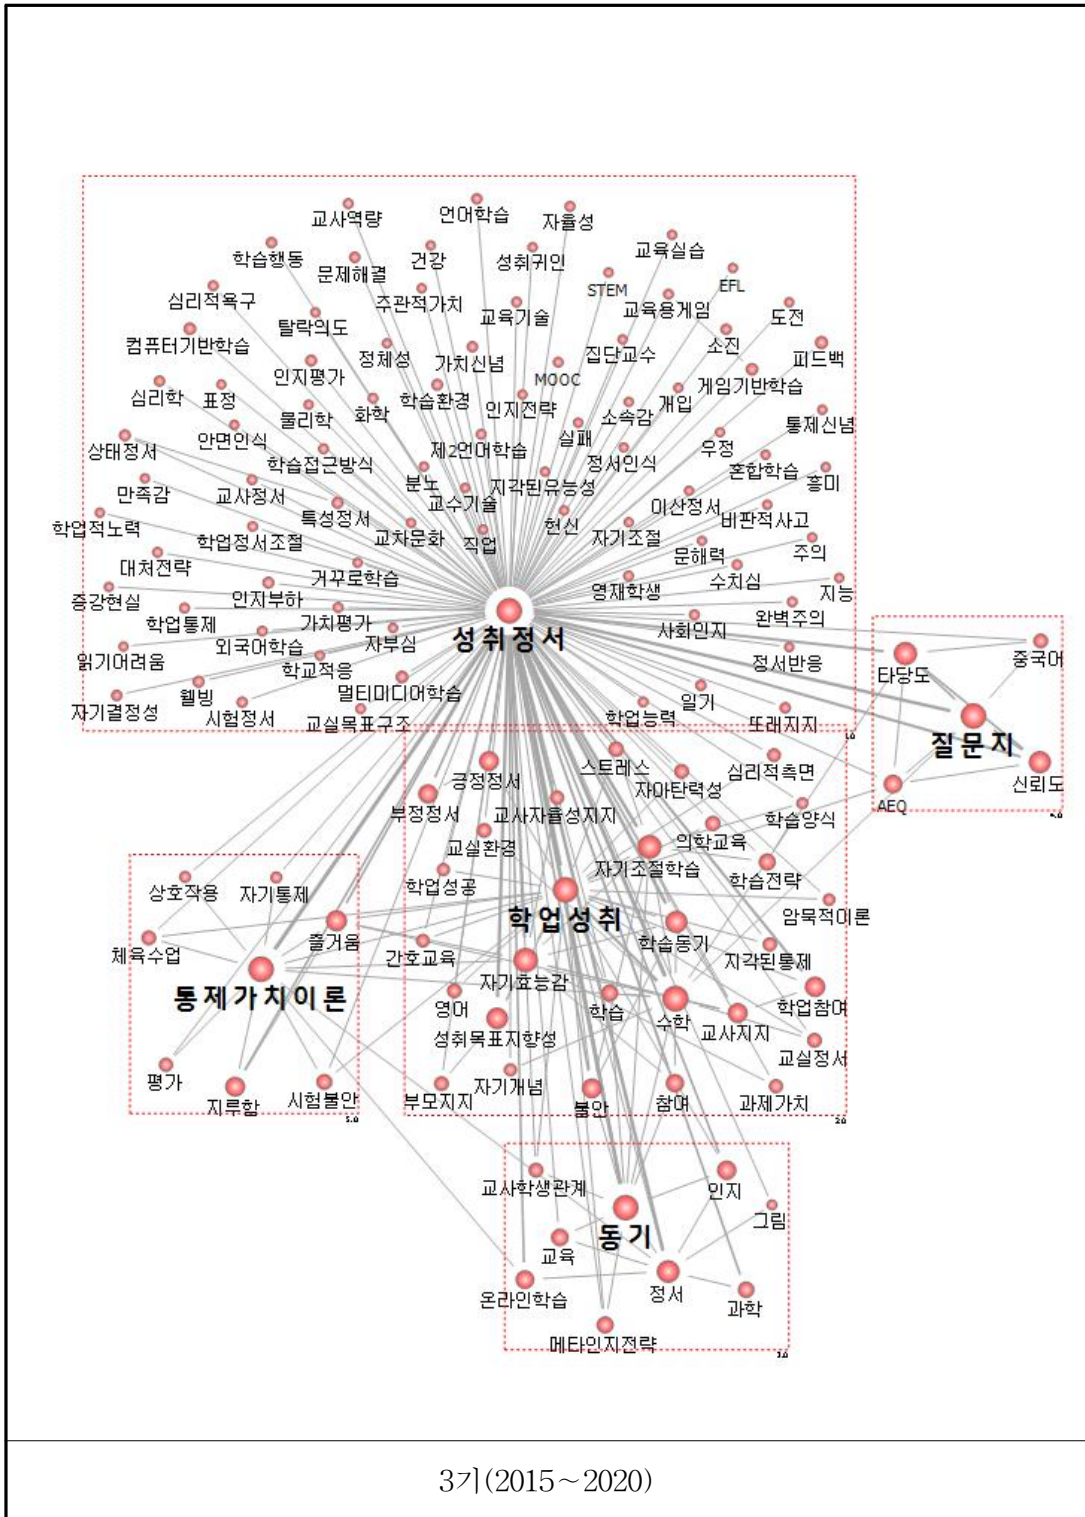 언어학습
교사역량
자율성
교육실습
학습행동
문제해결
건강
성취귀인
STEM
EFL
심리적욕구
주관적가치
교육기술
교육용게임
도전
컴퓨터기반학습
탈락의도
정체성
가치신념
집단교수
소진
피드백
인지평가
MOOC
게임기반학습
심리학
표정
물리학
화학
학습환경
인지전략
소속감
개입
통제신념
상태정서
안면인식
학습접근방식
제2언어학습
실패
정서인식
우정
혼합학습
흥미
만족감
교사정서
특성정서
분노
교수기술
지각된유능성
이산정서
비판적사고
학업적노력
학업정서조절
교차문화
직업
헌신
자기조절
문해력
주의
대처전략
거꾸로학습
영재학생
수치심
지능
증강현실
학업통제
인지부하
가치평가
자부심
성취정서
사회인지
완벽주의
읽기어려움
외국어학습
학교적응
정서반응
타당도
중국어
자기결정성
웰빙
시험정서
멀티미디어학습
교실목표구조
학업능력
일기
또래지지
질문지
신뢰도
AEQ
긍정정서
부정정서
스트레스
자아탄력성
심리적측면
교사자율성지지
학습양식
교실환경
의학교육
자기조절학습
학습전략
학업성공
상호작용
자기통제
학업성취
암묵적이론
체육수업
즐거움
간호교육
학습동기
지각된통제
통제가치이론
자기효능감
영어
학습
수학
교사지지
학업참여
성취목표지향성
교실정서
평가
지루함
시험불안
부모지지
자기개념
불안
참여
과제가치
교사학생관계
인지
그림
동기
교육
온라인학습
정서
과학
메타인지전략
3기(2015~2020)